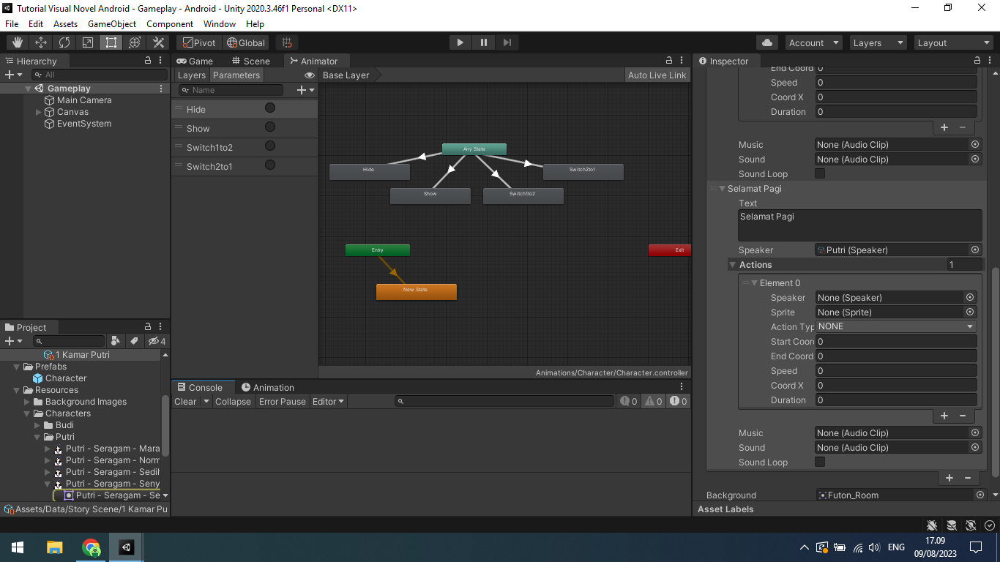 Tutorial Visual Novel Android - Gameplay - Android - Unity 2020.3.46f1 Personal <DX11>
File Edit Assets GameObject Component Window Help
Pivot Global Account Layers Layout
Hierarchy
All
Gameplay
Main Camera
Canvas
EventSystem
Game Scene Animator
Layers Parameters Base Layer Auto Live Link
Name
Hide
Show
Switch1to2
Switch2to1
Any State
Hide
Switch2to1
Show
Switch1to2
Entry
Exit
New State
Animations/Character/Character.controller
Project
4
1 Kamar Putri
Prefabs
Character
Resources
Background Images
Characters
Budi
Putri
Putri - Seragam - Mara
Putri - Seragam - Norm
Putri - Seragam - Sedih
Putri - Seragam - Seny
Putri - Seragam - Se
Assets/Data/Story Scene/1 Kamar Pu
Console Animation
Clear Collapse Error Pause Editor 0 0 0
Inspector
End Coord 0
Speed 0
Coord X 0
Duration 0
Music None (Audio Clip)
Sound None (Audio Clip)
Sound Loop
Selamat Pagi
Text
Selamat Pagi
Speaker Putri (Speaker)
Actions 1
Element 0
Speaker None (Speaker)
Sprite None (Sprite)
Action Typ NONE
Start Coord 0
End Coord 0
Speed 0
Coord X 0
Duration 0
Music None (Audio Clip)
Sound None (Audio Clip)
Sound Loop
Background Futon_Room
Asset Labels
ENG
17.09
09/08/2023